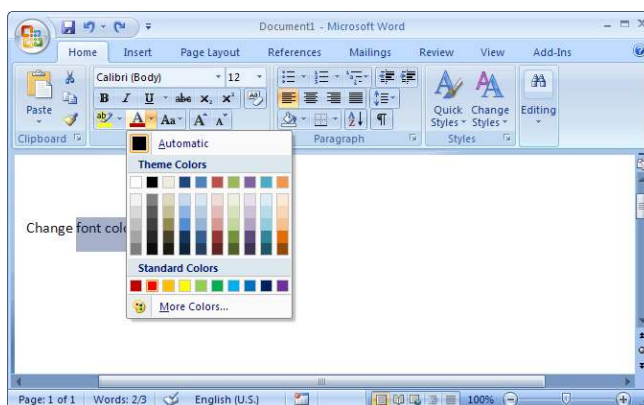 Document1 - Microsoft Word
Home Insert Page Layout References Mailings Review View Add-Ins
Calibri (Body) 12
Paste
B I U abe x₂ x² 
ab A Aa A A
Quick Styles Change Styles Editing
Clipboard Paragraph Styles
Automatic
Theme Colors
Change font colo
Standard Colors
More Colors...
Page: 1 of 1 Words: 2/3 English (U.S.) 100%